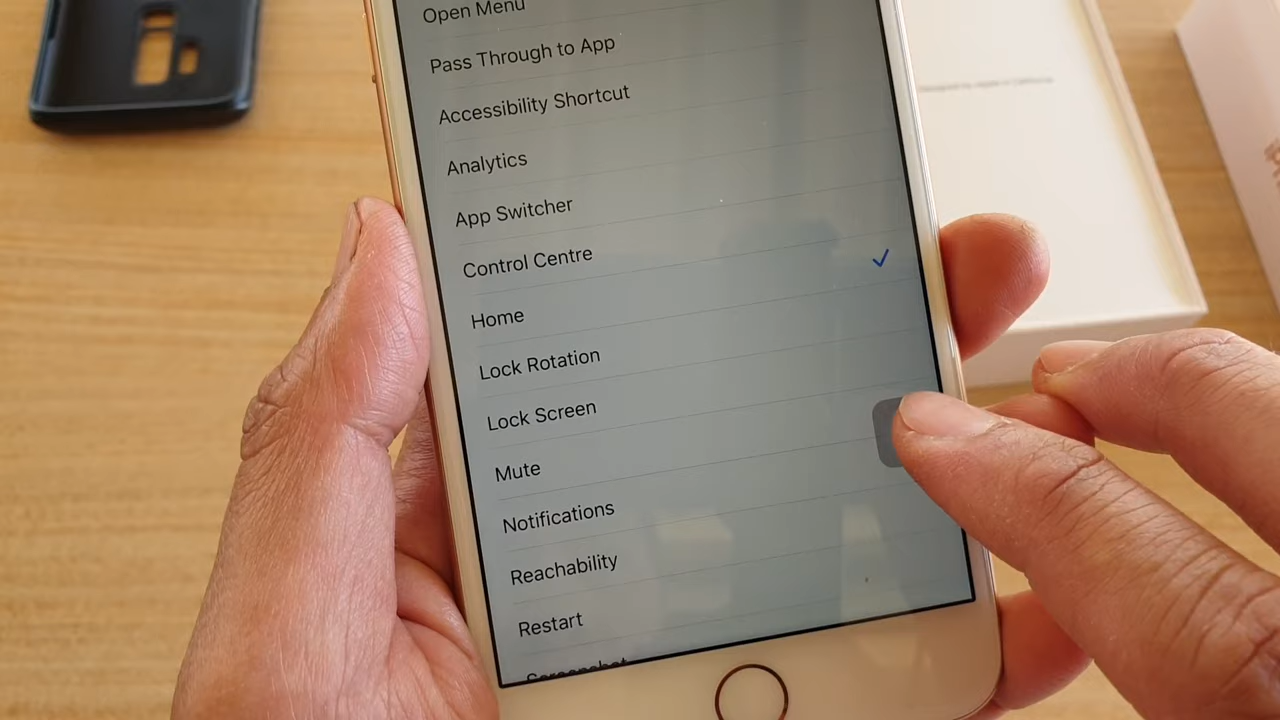 Open Menu
Pass Through to App
Accessibility Shortcut
Analytics
App Switcher
Control Centre
Home
Lock Rotation
Lock Screen
Mute
Notifications
Reachability
Restart
Screenshot